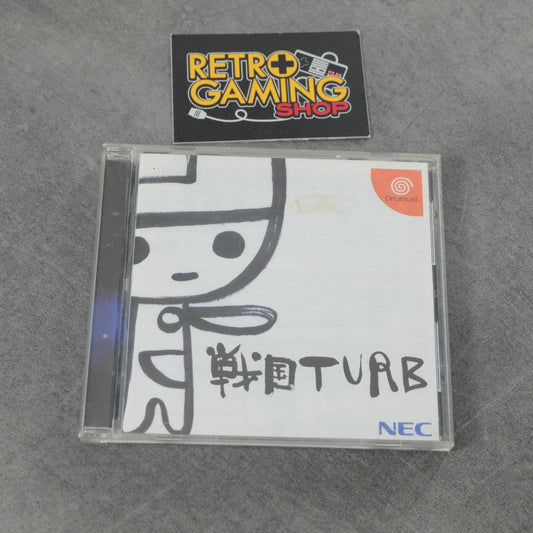 RETRO
GAMING
SHOP
Dreamcast
戦国TURB
NEC